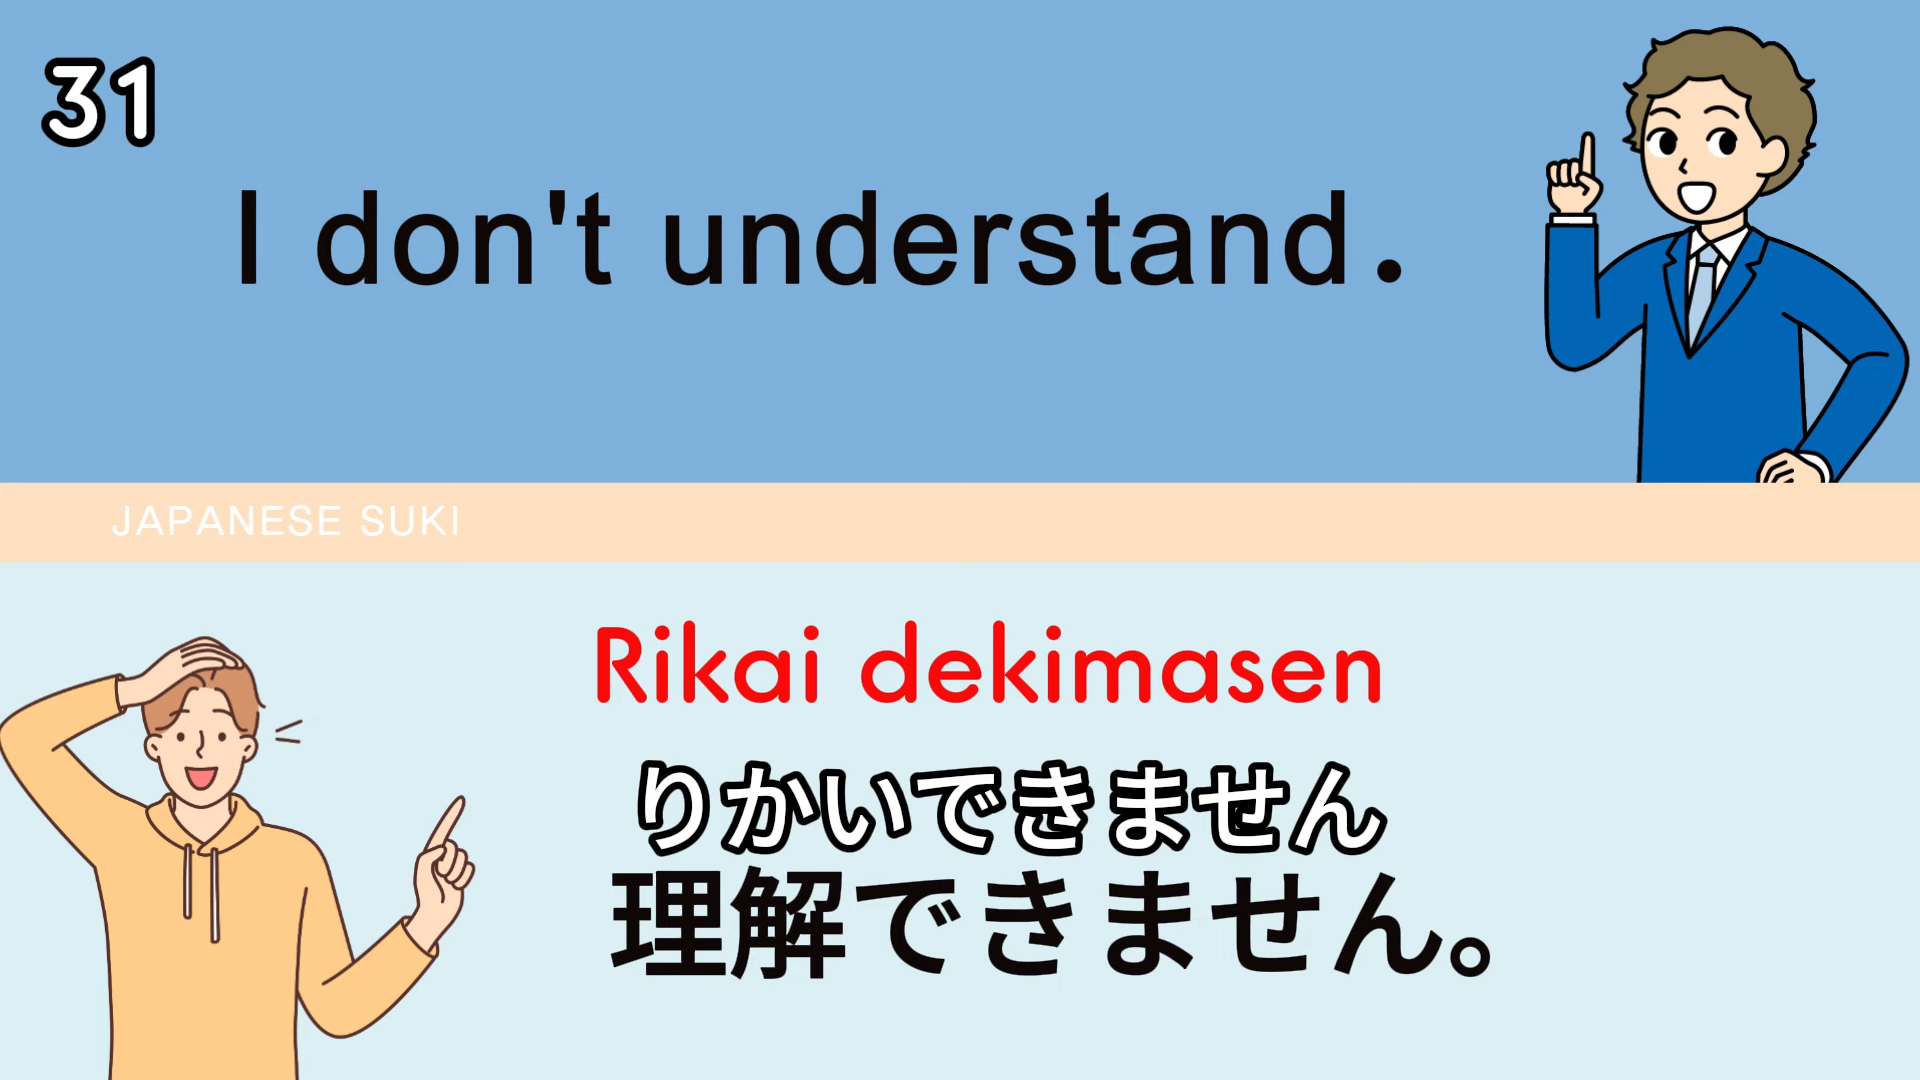 31
I don't understand.
JAPANESE SUKI
Rikai dekimasen
りかいできません
理解できません。